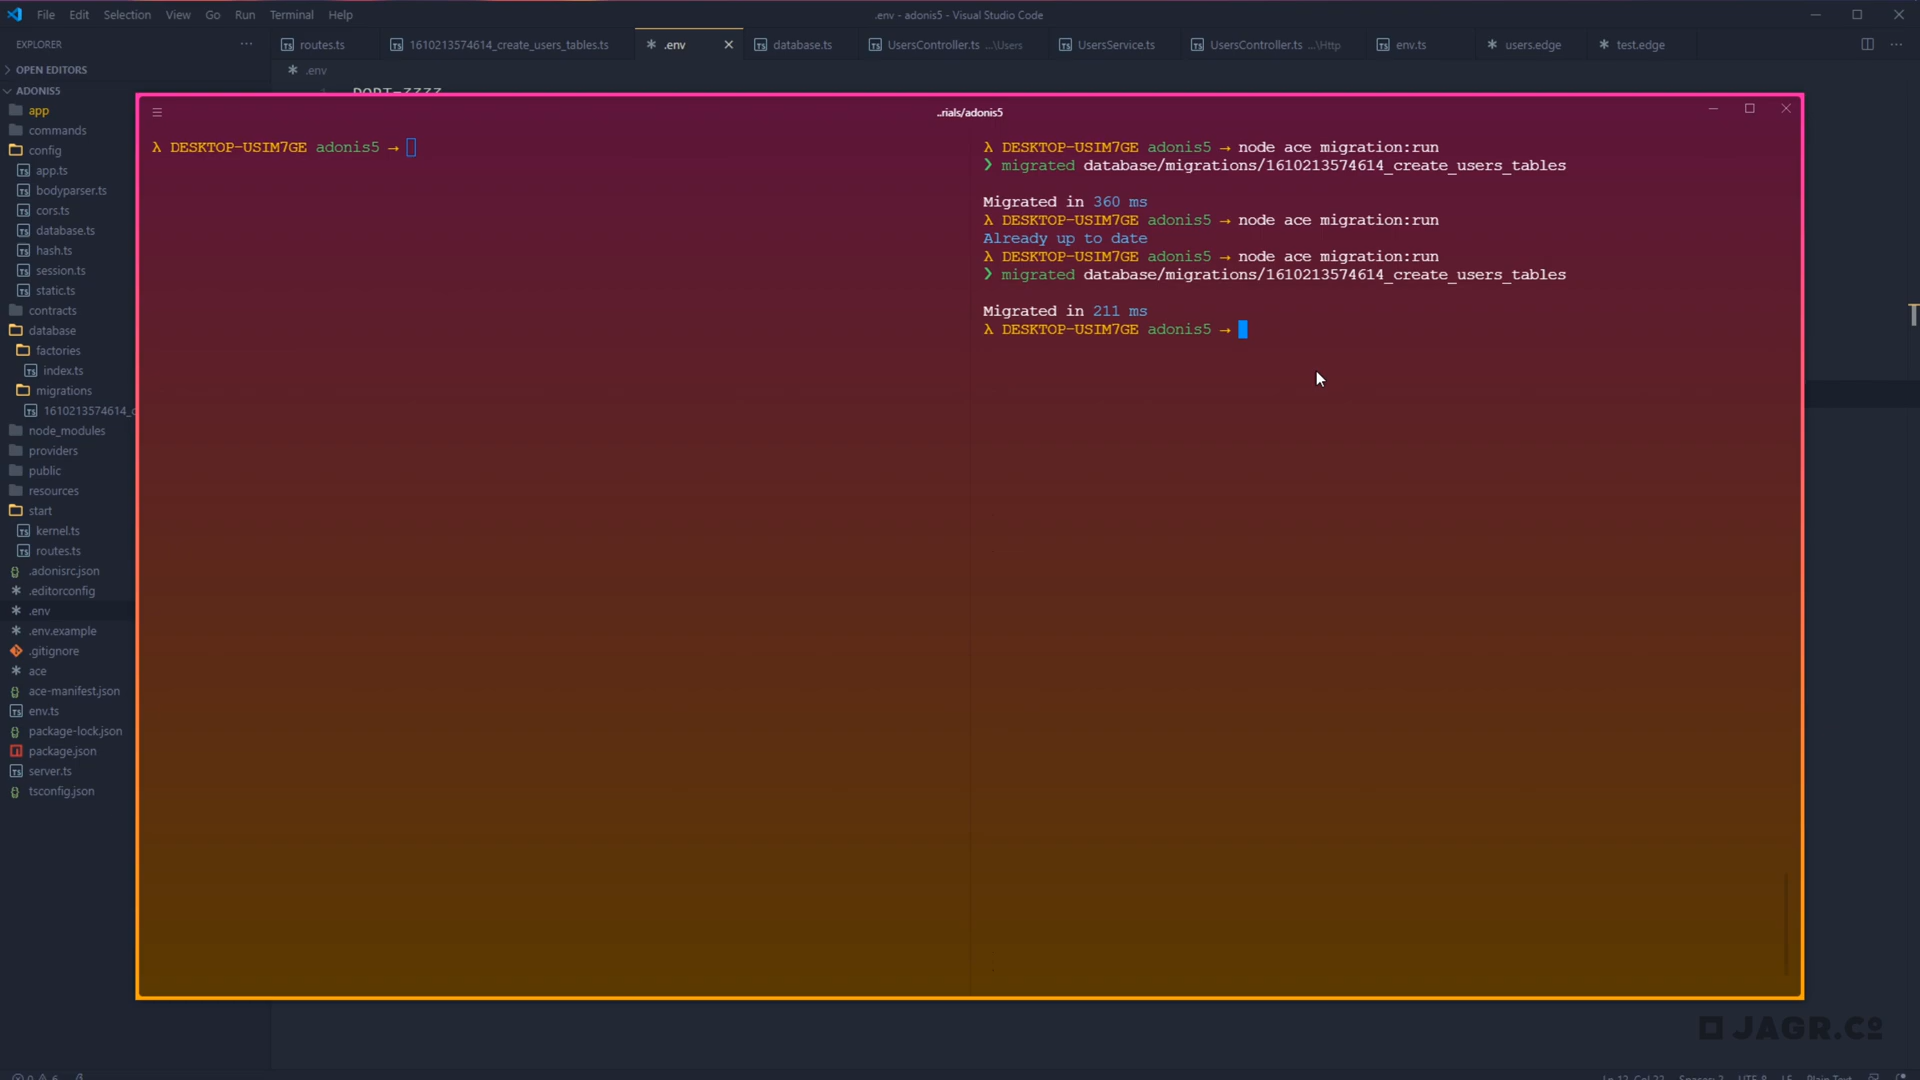 File Edit Selection View Go Run Terminal Help
.env - adonis5 - Visual Studio Code
EXPLORER
routes.ts
1610213574614_create_users_tables.ts
.env
database.ts
UsersController.ts ...\Users
UsersService.ts
UsersController.ts ...\Http
env.ts
users.edge
test.edge
OPEN EDITORS
.env
ADONIS5
app
commands
config
app.ts
bodyparser.ts
cors.ts
database.ts
hash.ts
session.ts
static.ts
contracts
database
factories
index.ts
migrations
1610213574614_c
node_modules
providers
public
resources
start
kernel.ts
routes.ts
.adonisrc.json
.editorconfig
.env
.env.example
.gitignore
ace
ace-manifest.json
env.ts
package-lock.json
package.json
server.ts
tsconfig.json
..rials/adonis5
λ DESKTOP-USIM7GE adonis5 →
λ DESKTOP-USIM7GE adonis5 → node ace migration:run
❯ migrated database/migrations/1610213574614_create_users_tables
Migrated in 360 ms
λ DESKTOP-USIM7GE adonis5 → node ace migration:run
Already up to date
λ DESKTOP-USIM7GE adonis5 → node ace migration:run
❯ migrated database/migrations/1610213574614_create_users_tables
Migrated in 211 ms
λ DESKTOP-USIM7GE adonis5 →
JAGR.Co